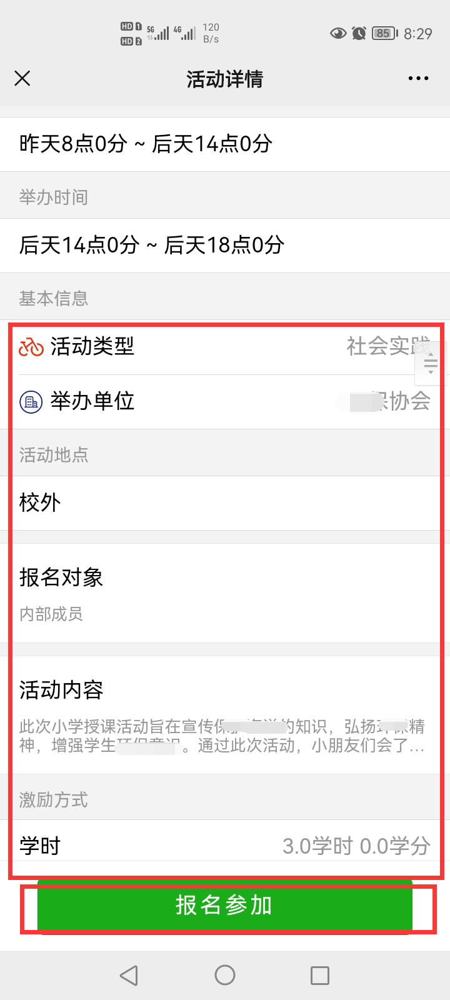 HD 1 5G 4G 120
HD 2 B/s
85 8:29
活动详情
昨天8点0分 ~ 后天14点0分
举办时间
后天14点0分 ~ 后天18点0分
基本信息
活动类型 社会实践
举办单位 协会
活动地点
校外
报名对象
内部成员
活动内容
此次小学授课活动旨在宣传的知识，弘扬精
神，增强学生。通过此次活动，小朋友们会了...
激励方式
学时 3.0学时 0.0学分
报名参加